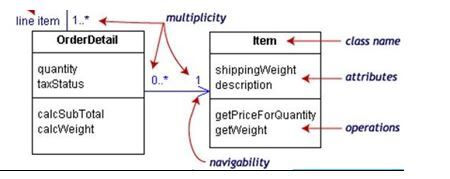 line item 1..* multiplicity
OrderDetail
quantity
taxStatus
calcSubTotal
calcWeight
0..* 1
Item
shippingWeight
description
getPriceForQuantity
getWeight
class name
attributes
operations
navigability